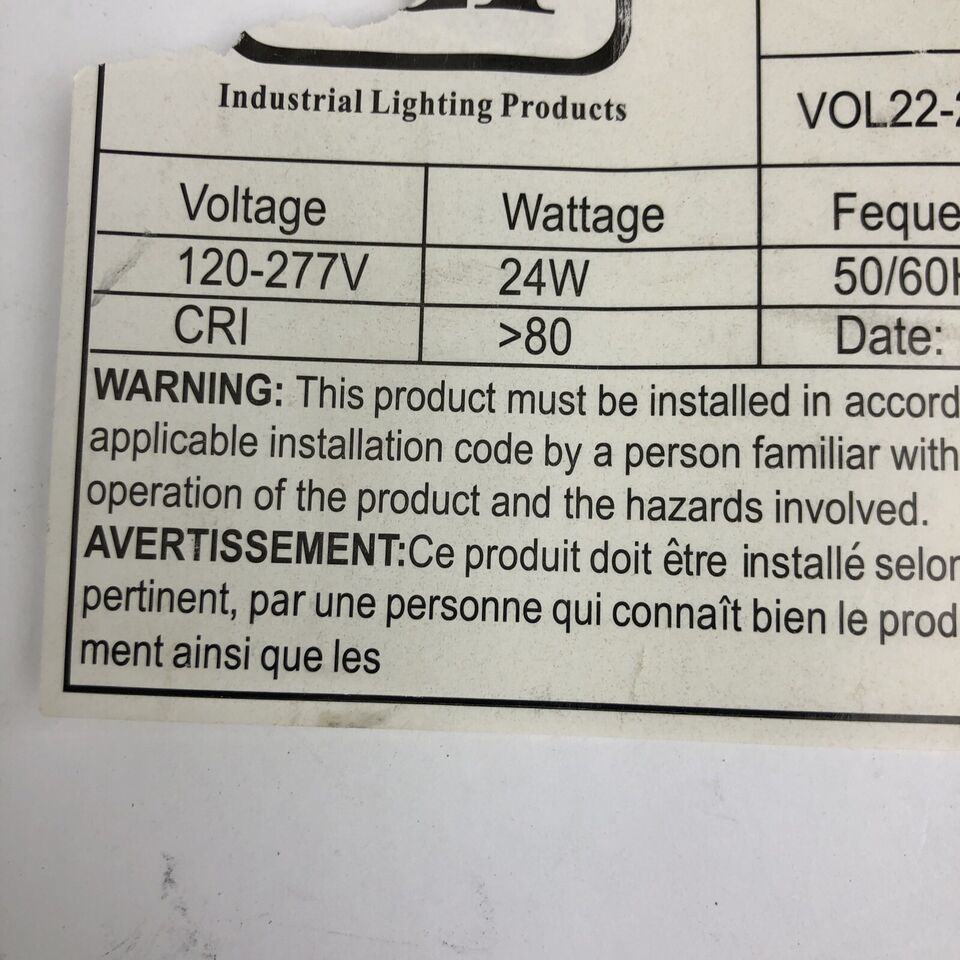 Industrial Lighting Products
VOL22-2
Voltage Wattage Feque
120-277V 24W 50/60H
CRI >80 Date:
WARNING: This product must be installed in accord
applicable installation code by a person familiar with
operation of the product and the hazards involved.
AVERTISSEMENT:Ce produit doit être installé selon
pertinent, par une personne qui connaît bien le prod
ment ainsi que les